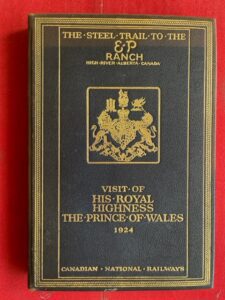 THE·STEEL·TRAIL·TO·THE
E·P
RANCH
HIGH·RIVER·ALBERTA·CANADA
VISIT·OF
HIS·ROYAL
HIGHNESS
THE·PRINCE·OF·WALES
1924
CANADIAN·NATIONAL·RAILWAYS